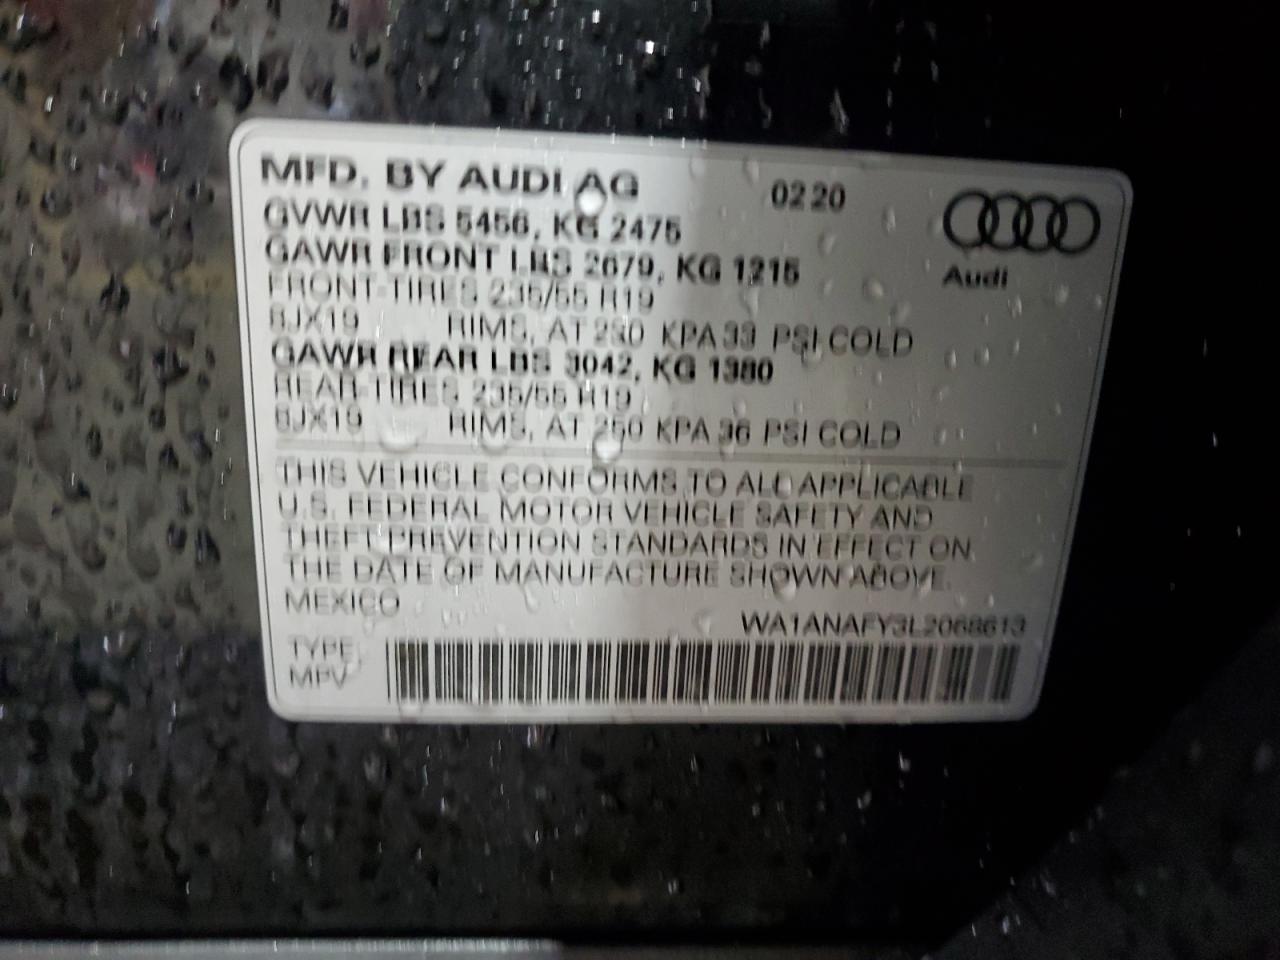 MFD. BY AUDI AG 02 20
GVWR LBS 5456, KG 2475
GAWR FRONT LBS 2679, KG 1215
FRONT-TIRES 235/55 R19
8JX19 RIMS, AT 230 KPA 33 PSI COLD
GAWR REAR LBS 3042, KG 1380
REAR-TIRES 235/55 R19
8JX19 RIMS, AT 250 KPA 36 PSI COLD
Audi
THIS VEHICLE CONFORMS TO ALL APPLICABLE
U.S. FEDERAL MOTOR VEHICLE SAFETY AND
THEFT PREVENTION STANDARDS IN EFFECT ON
THE DATE OF MANUFACTURE SHOWN ABOVE.
MEXICO
WA1ANAFY3L2068613
TYPE:
MPV